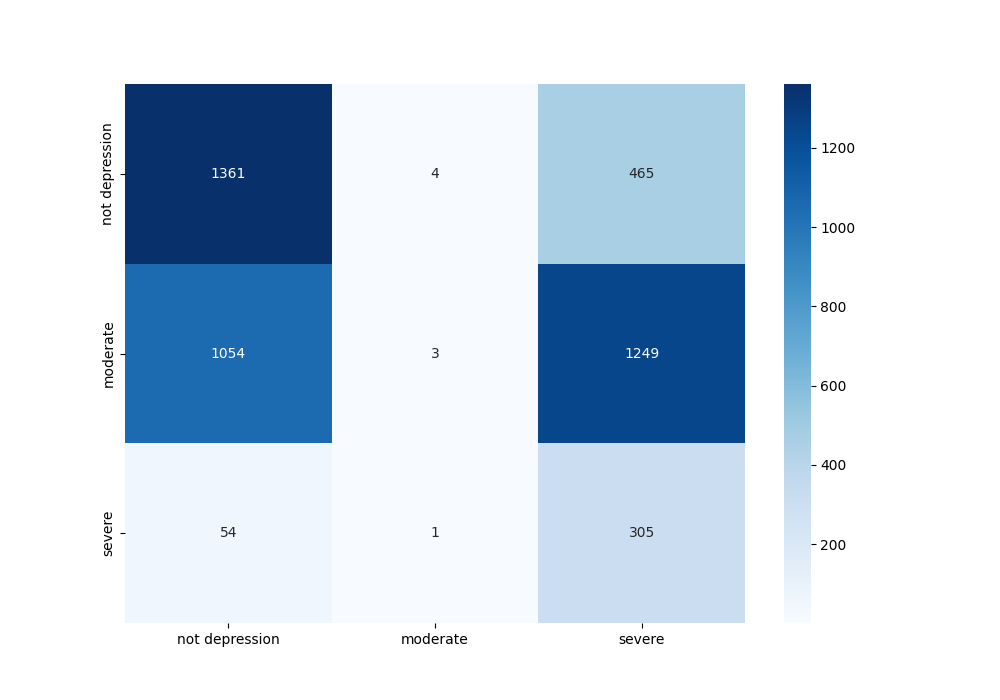 not depression
1361
4
465
moderate
1054
3
1249
severe
54
1
305
not depression
moderate
severe
1200
1000
800
600
400
200